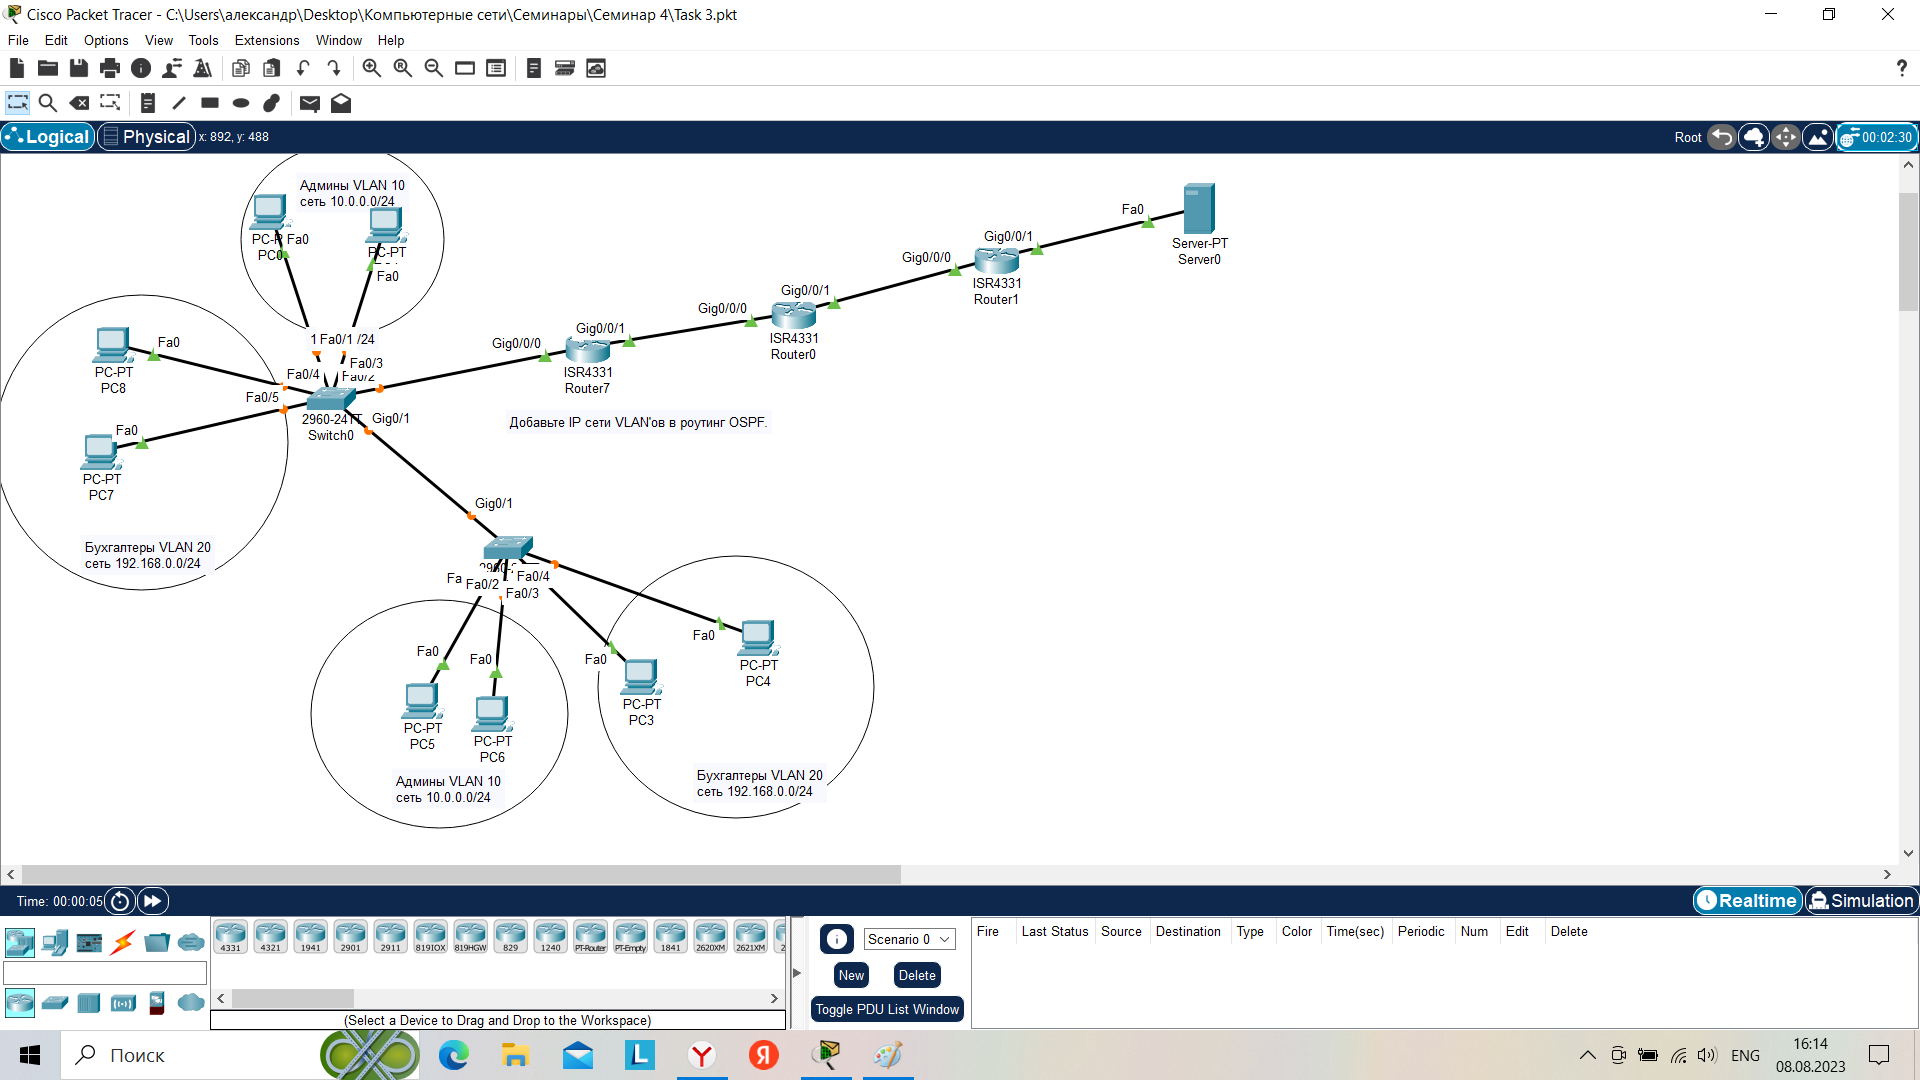 Cisco Packet Tracer - C:\Users\александр\Desktop\Компьютерные сети\Семинары\Семинар 4\Task 3.pkt
File Edit Options View Tools Extensions Window Help
?
Logical Physical x: 892, y: 488 Root 00:02:30
Админы VLAN 10
сеть 10.0.0.0/24
PC0
Fa0
PC-PT
Fa0
1 Fa0/1 /24
Fa0/3
Fa0/2
Fa0/4
Fa0/5
Gig0/1
2960-24TT
Switch0
Fa0
PC-PT
PC8
Fa0
PC-PT
PC7
Бухгалтеры VLAN 20
сеть 192.168.0.0/24
Gig0/0/0
Gig0/0/1
ISR4331
Router7
Gig0/0/0
Gig0/0/1
ISR4331
Router0
Gig0/0/0
Gig0/0/1
ISR4331
Router1
Fa0
Server-PT
Server0
Добавьте IP сети VLAN'ов в роутинг OSPF.
Gig0/1
Fa0/2
Fa0/4
Fa0/3
Fa0
Fa0
PC-PT
PC5
PC-PT
PC6
Админы VLAN 10
сеть 10.0.0.0/24
Fa0
PC-PT
PC3
Fa0
PC-PT
PC4
Бухгалтеры VLAN 20
сеть 192.168.0.0/24
Time: 00:00:05 Realtime Simulation
4331 4321 1941 2901 2911 819IOX 819HGW 829 1240 PT-Router PT-Empty 1841 2620XM 2621XM
(Select a Device to Drag and Drop to the Workspace)
Scenario 0
New Delete
Toggle PDU List Window
Fire Last Status Source Destination Type Color Time(sec) Periodic Num Edit Delete
Поиск
ENG
16:14
08.08.2023